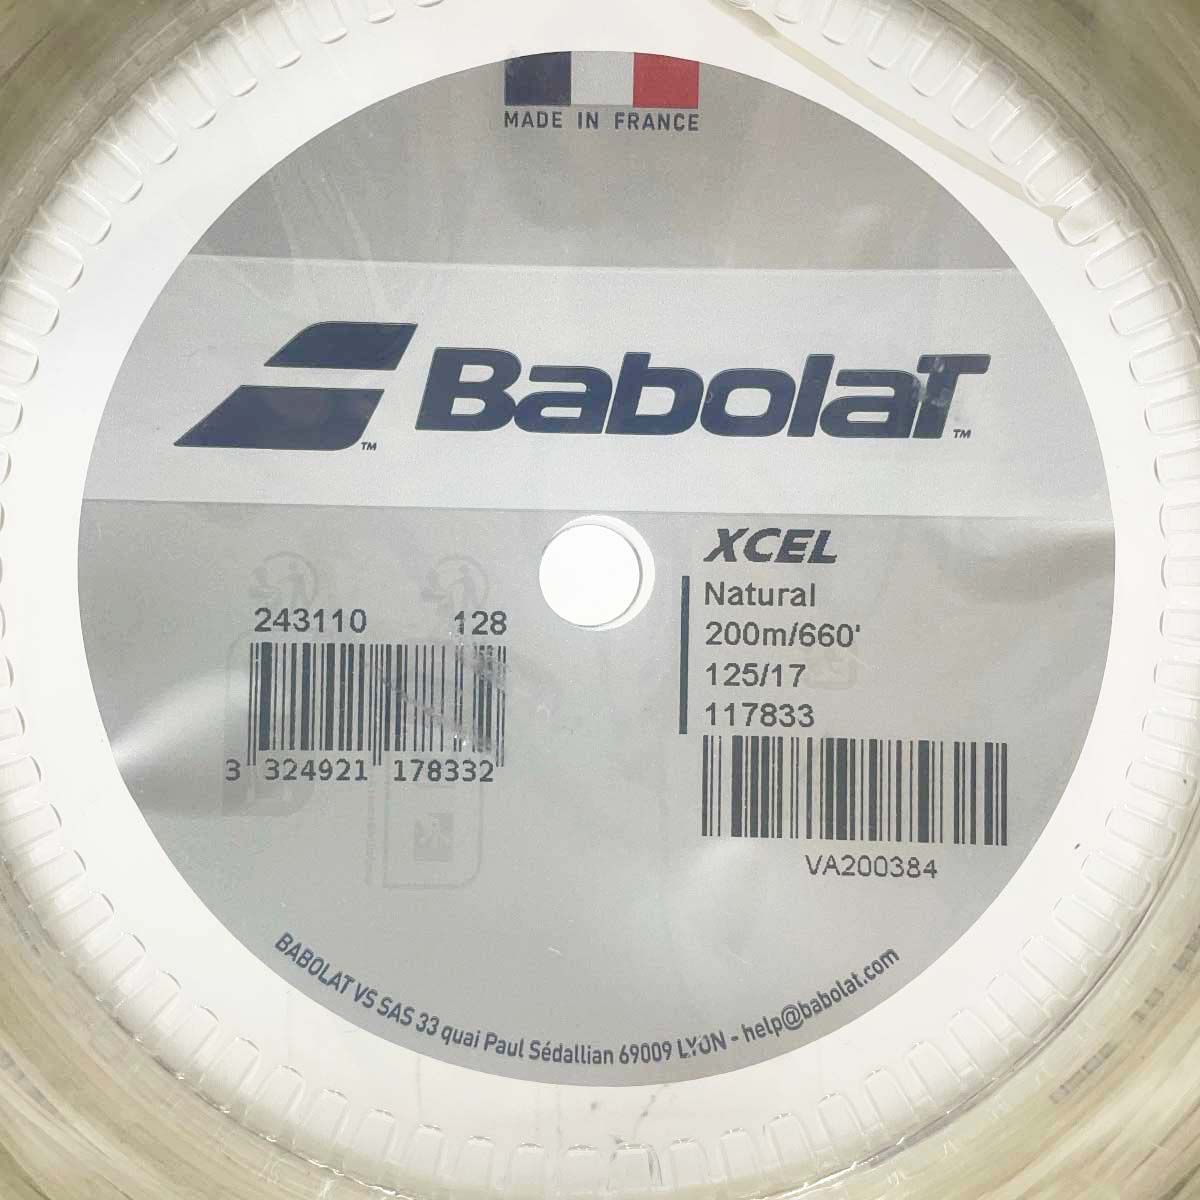 MADE IN FRANCE
BABOLAT™
XCEL
Natural
200m/660'
125/17
117833
VA200384
243110 128
3 324921 178332
BABOLAT VS SAS 33 quai Paul Sédallian 69009 LYON - help@babolat.com